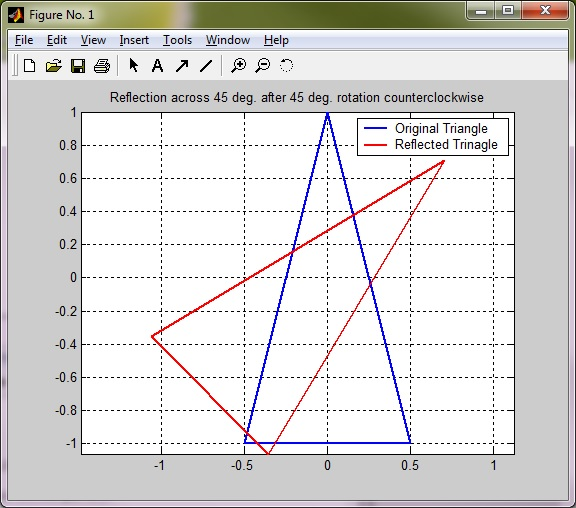 Figure No. 1
File Edit View Insert Tools Window Help
A
Reflection across 45 deg. after 45 deg. rotation counterclockwise
Original Triangle
Reflected Trinagle
1
0.8
0.6
0.4
0.2
0
-0.2
-0.4
-0.6
-0.8
-1
-1 -0.5 0 0.5 1